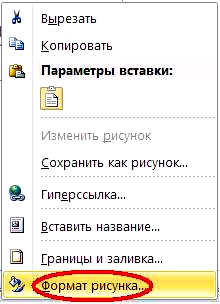 Вырезать
Копировать
Параметры вставки:
Изменить рисунок
Сохранить как рисунок...
Гиперссылка...
Вставить название...
Границы и заливка...
Формат рисунка...